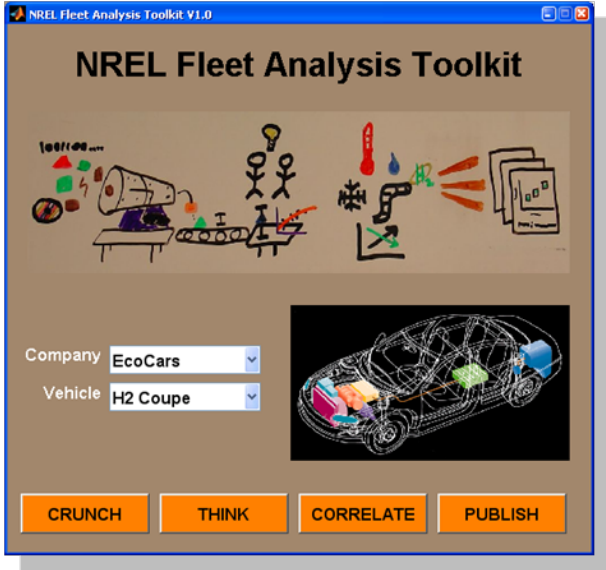 NREL Fleet Analysis Toolkit V1.0
NREL Fleet Analysis Toolkit
H2
Company EcoCars
Vehicle H2 Coupe
CRUNCH THINK CORRELATE PUBLISH